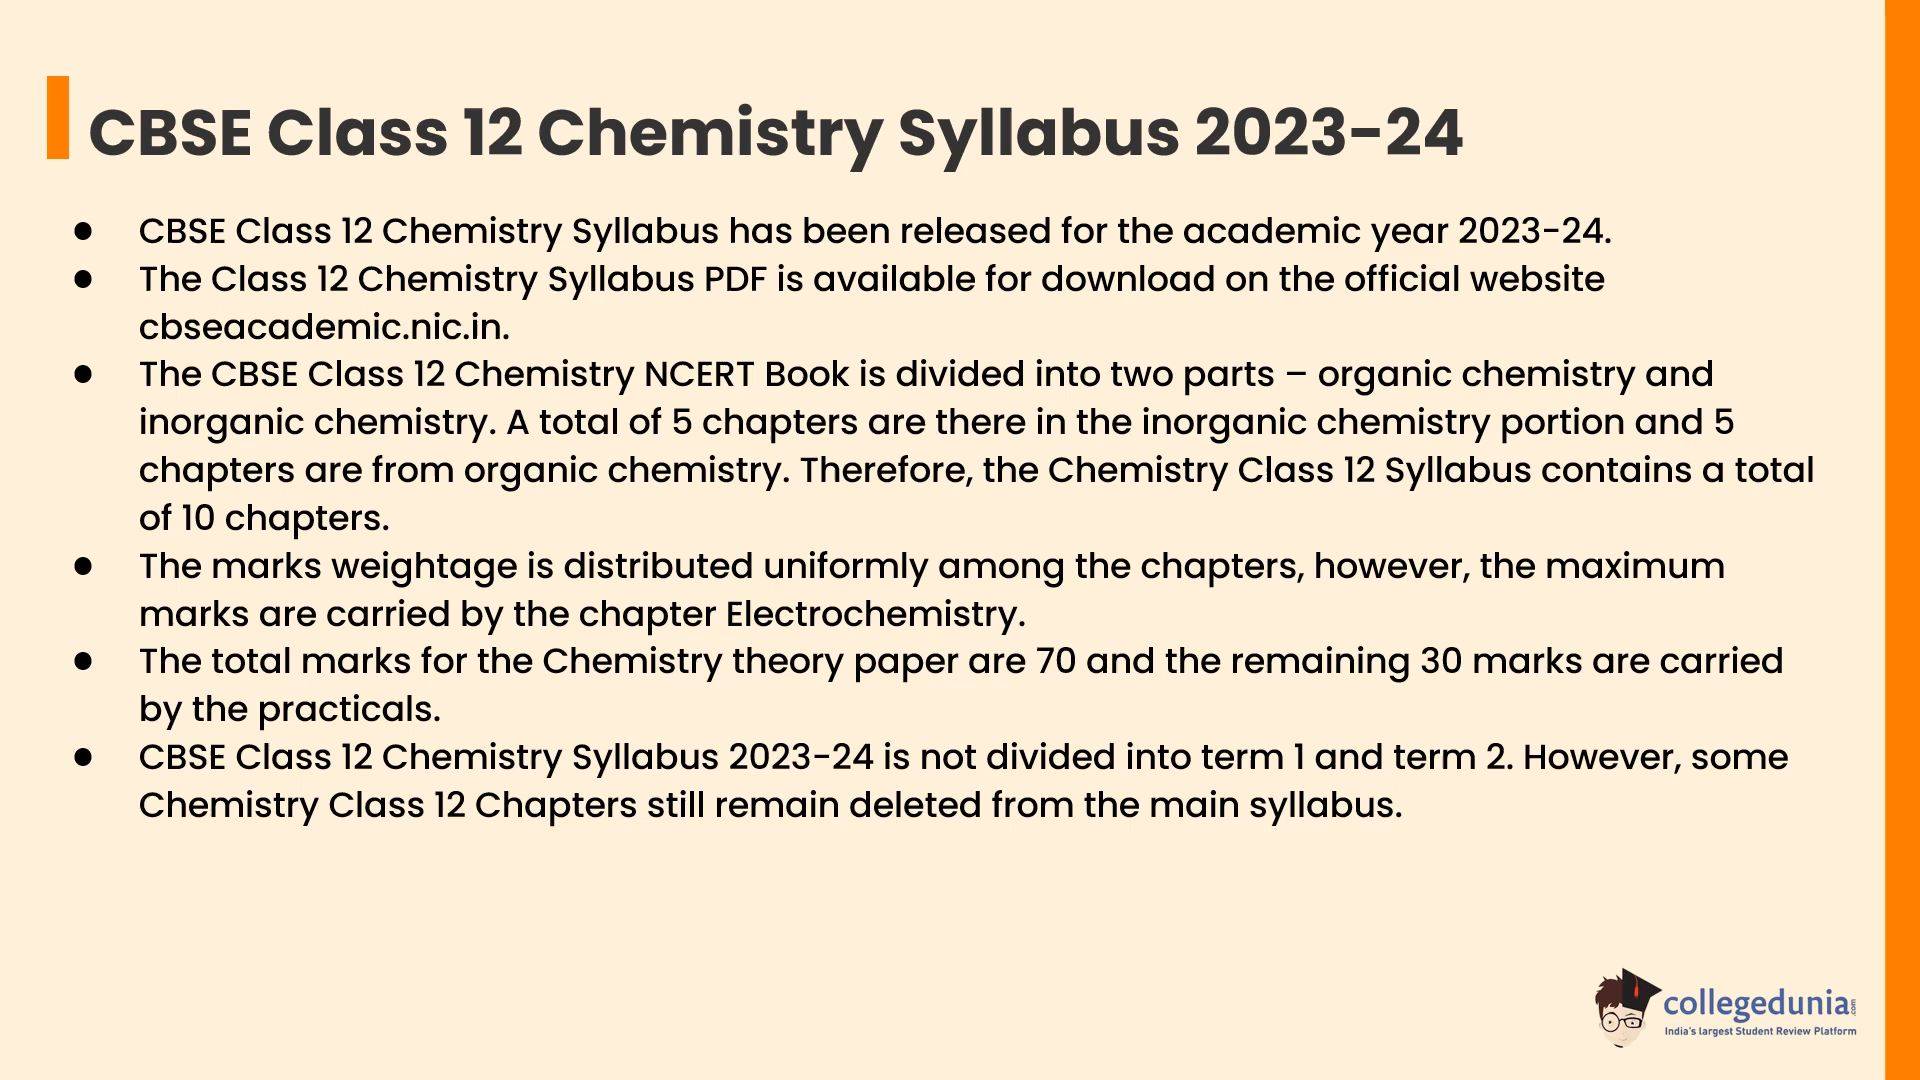 CBSE Class 12 Chemistry Syllabus 2023-24
● CBSE Class 12 Chemistry Syllabus has been released for the academic year 2023-24.
● The Class 12 Chemistry Syllabus PDF is available for download on the official website
cbseacademic.nic.in.
● The CBSE Class 12 Chemistry NCERT Book is divided into two parts – organic chemistry and
inorganic chemistry. A total of 5 chapters are there in the inorganic chemistry portion and 5
chapters are from organic chemistry. Therefore, the Chemistry Class 12 Syllabus contains a total
of 10 chapters.
● The marks weightage is distributed uniformly among the chapters, however, the maximum
marks are carried by the chapter Electrochemistry.
● The total marks for the Chemistry theory paper are 70 and the remaining 30 marks are carried
by the practicals.
● CBSE Class 12 Chemistry Syllabus 2023-24 is not divided into term 1 and term 2. However, some
Chemistry Class 12 Chapters still remain deleted from the main syllabus.
collegedunia.com
India's largest Student Review Platform